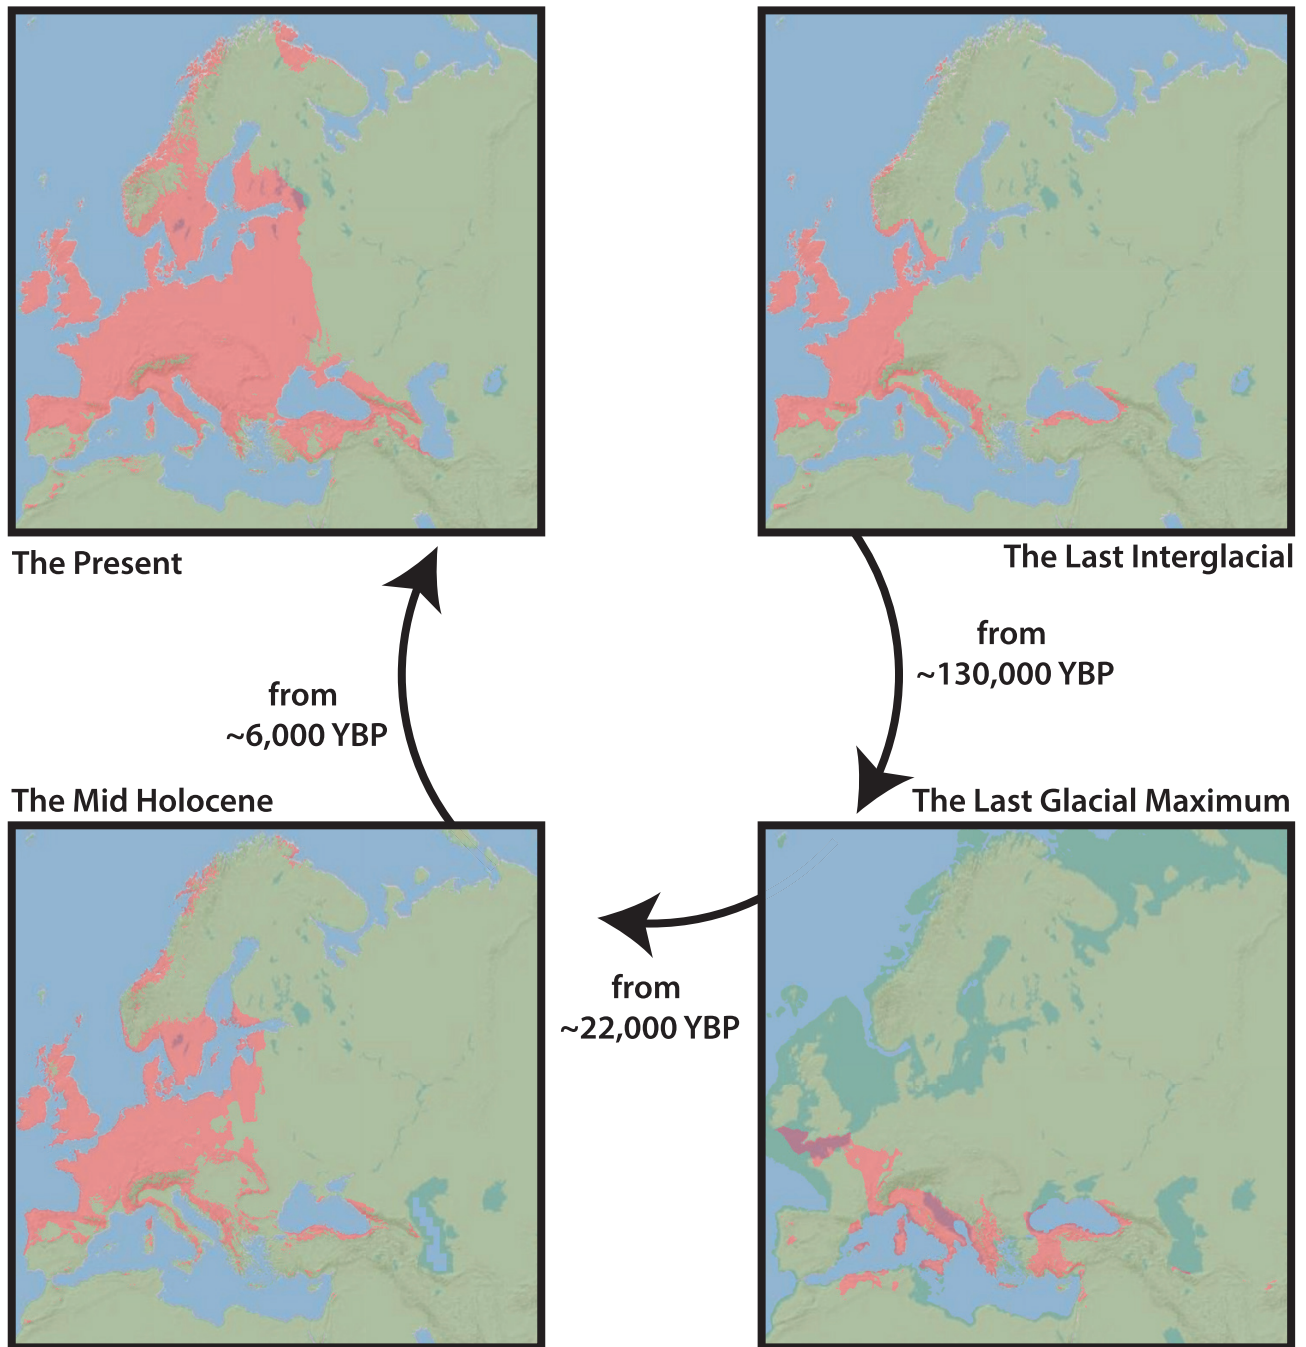 The Present
The Last Interglacial
from
~130,000 YBP
from
~6,000 YBP
The Mid Holocene
The Last Glacial Maximum
from
~22,000 YBP